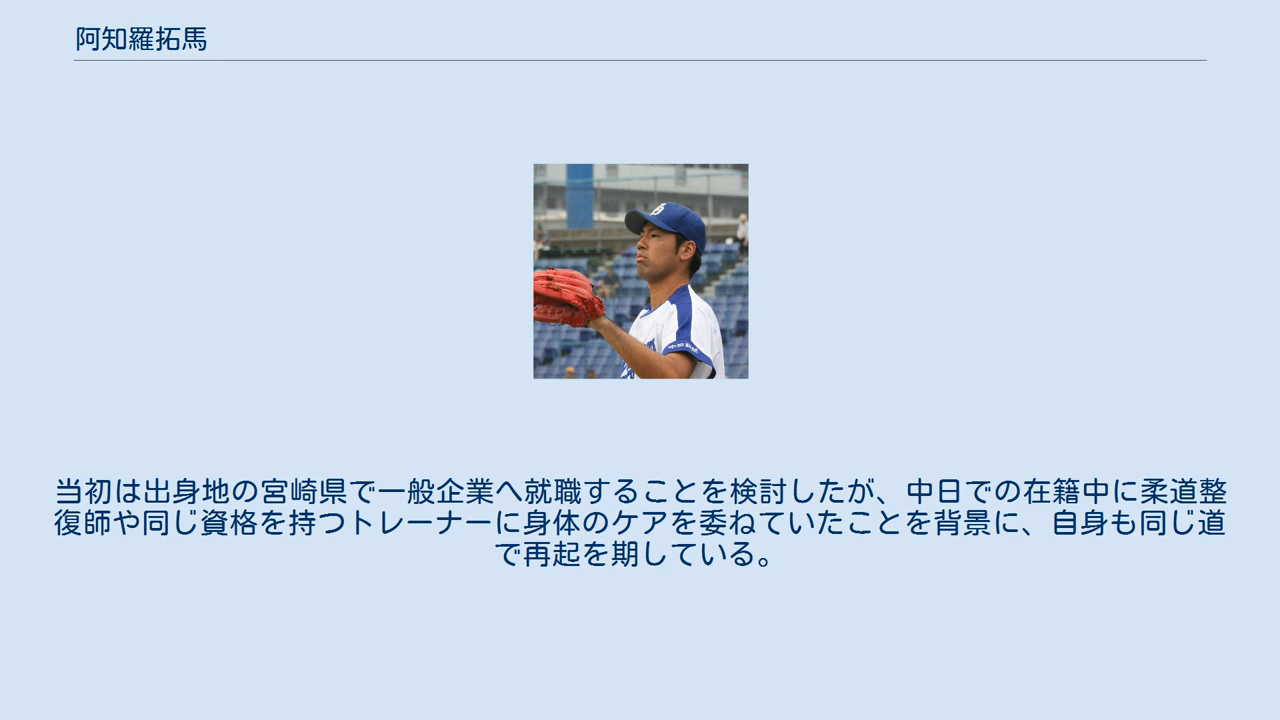 阿知羅拓馬
当初は出身地の宮崎県で一般企業へ就職することを検討したが、中日での在籍中に柔道整
復師や同じ資格を持つトレーナーに身体のケアを委ねていたことを背景に、自身も同じ道
で再起を期している。